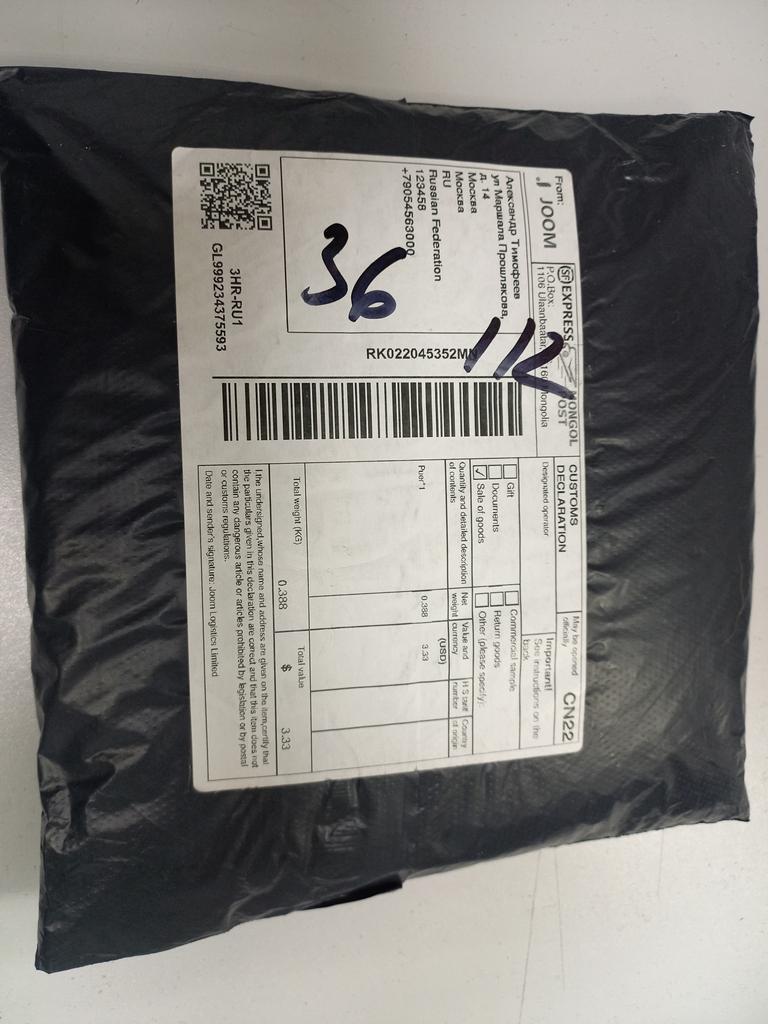 From:
JOOM
SF EXPRESS
MONGOL
POST
P.O.Box:
1106 Ulaanbaatar, Mongolia
Александр Тимофеев
ул Маршала Прошлякова,
д. 14
Москва
Москва
RU
Russian Federation
123458
+79054563000
36
112
3HR-RU1
GL999234375593
RK022045352MN
CUSTOMS
DECLARATION
May be opened
officially
CN22
Designated operator
Important!
See instructions on the
back
Gift
Commercial sample
Documents
Return goods
✓ Sale of goods
Other (please specify):
Quantity and detailed description
of contents
Net
weight
Value and
currency
(USD)
H S tariff
number
Country
of origin
Puer*1
0.388
3.33
Total weight (KG)
0.388
Total value
$
3.33
I,the undersigned,whose name and address are given on the item,certify that
the particulars given in this declaration are correct and that this item does not
contain any dangerous article or articles prohibited by legislation or by postal
or customs regulations.
Date and sender's signature: Joom Logistics Limited